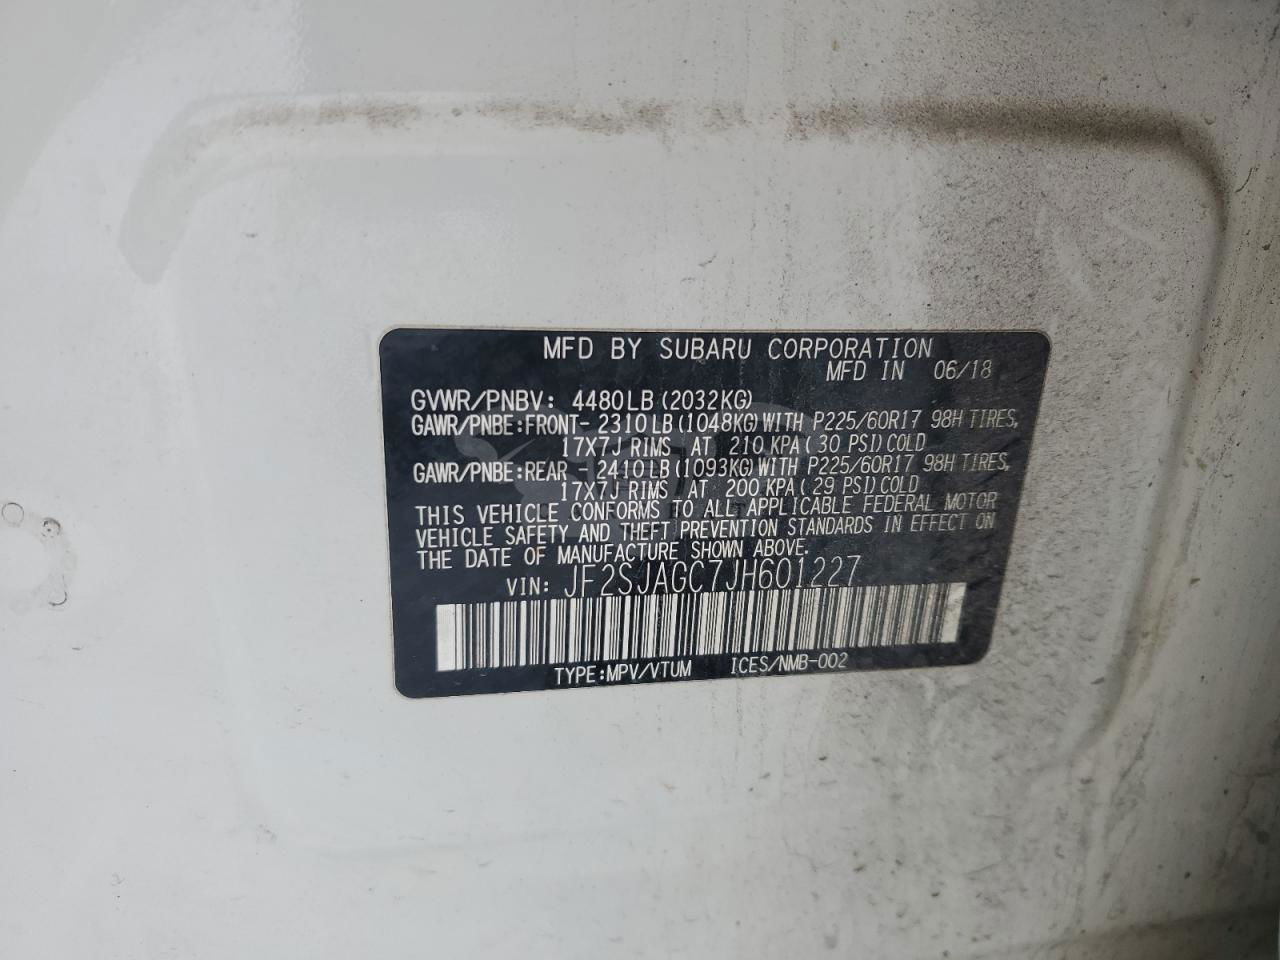 MFD BY SUBARU CORPORATION
MFD IN 06/18
GVWR/PNBV: 4480LB(2032KG)
GAWR/PNBE:FRONT- 2310LB(1048KG)WITH P225/60R17 98H TIRES,
17X7J RIMS AT 210 KPA(30 PSI)COLD
GAWR/PNBE:REAR - 2410LB(1093KG)WITH P225/60R17 98H TIRES,
17X7J RIMS AT 200 KPA(29 PSI)COLD
THIS VEHICLE CONFORMS TO ALL APPLICABLE FEDERAL MOTOR
VEHICLE SAFETY AND THEFT PREVENTION STANDARDS IN EFFECT ON
THE DATE OF MANUFACTURE SHOWN ABOVE.
VIN: JF2SJAGC7JH601227
TYPE:MPV/VTUM ICES/NMB-002